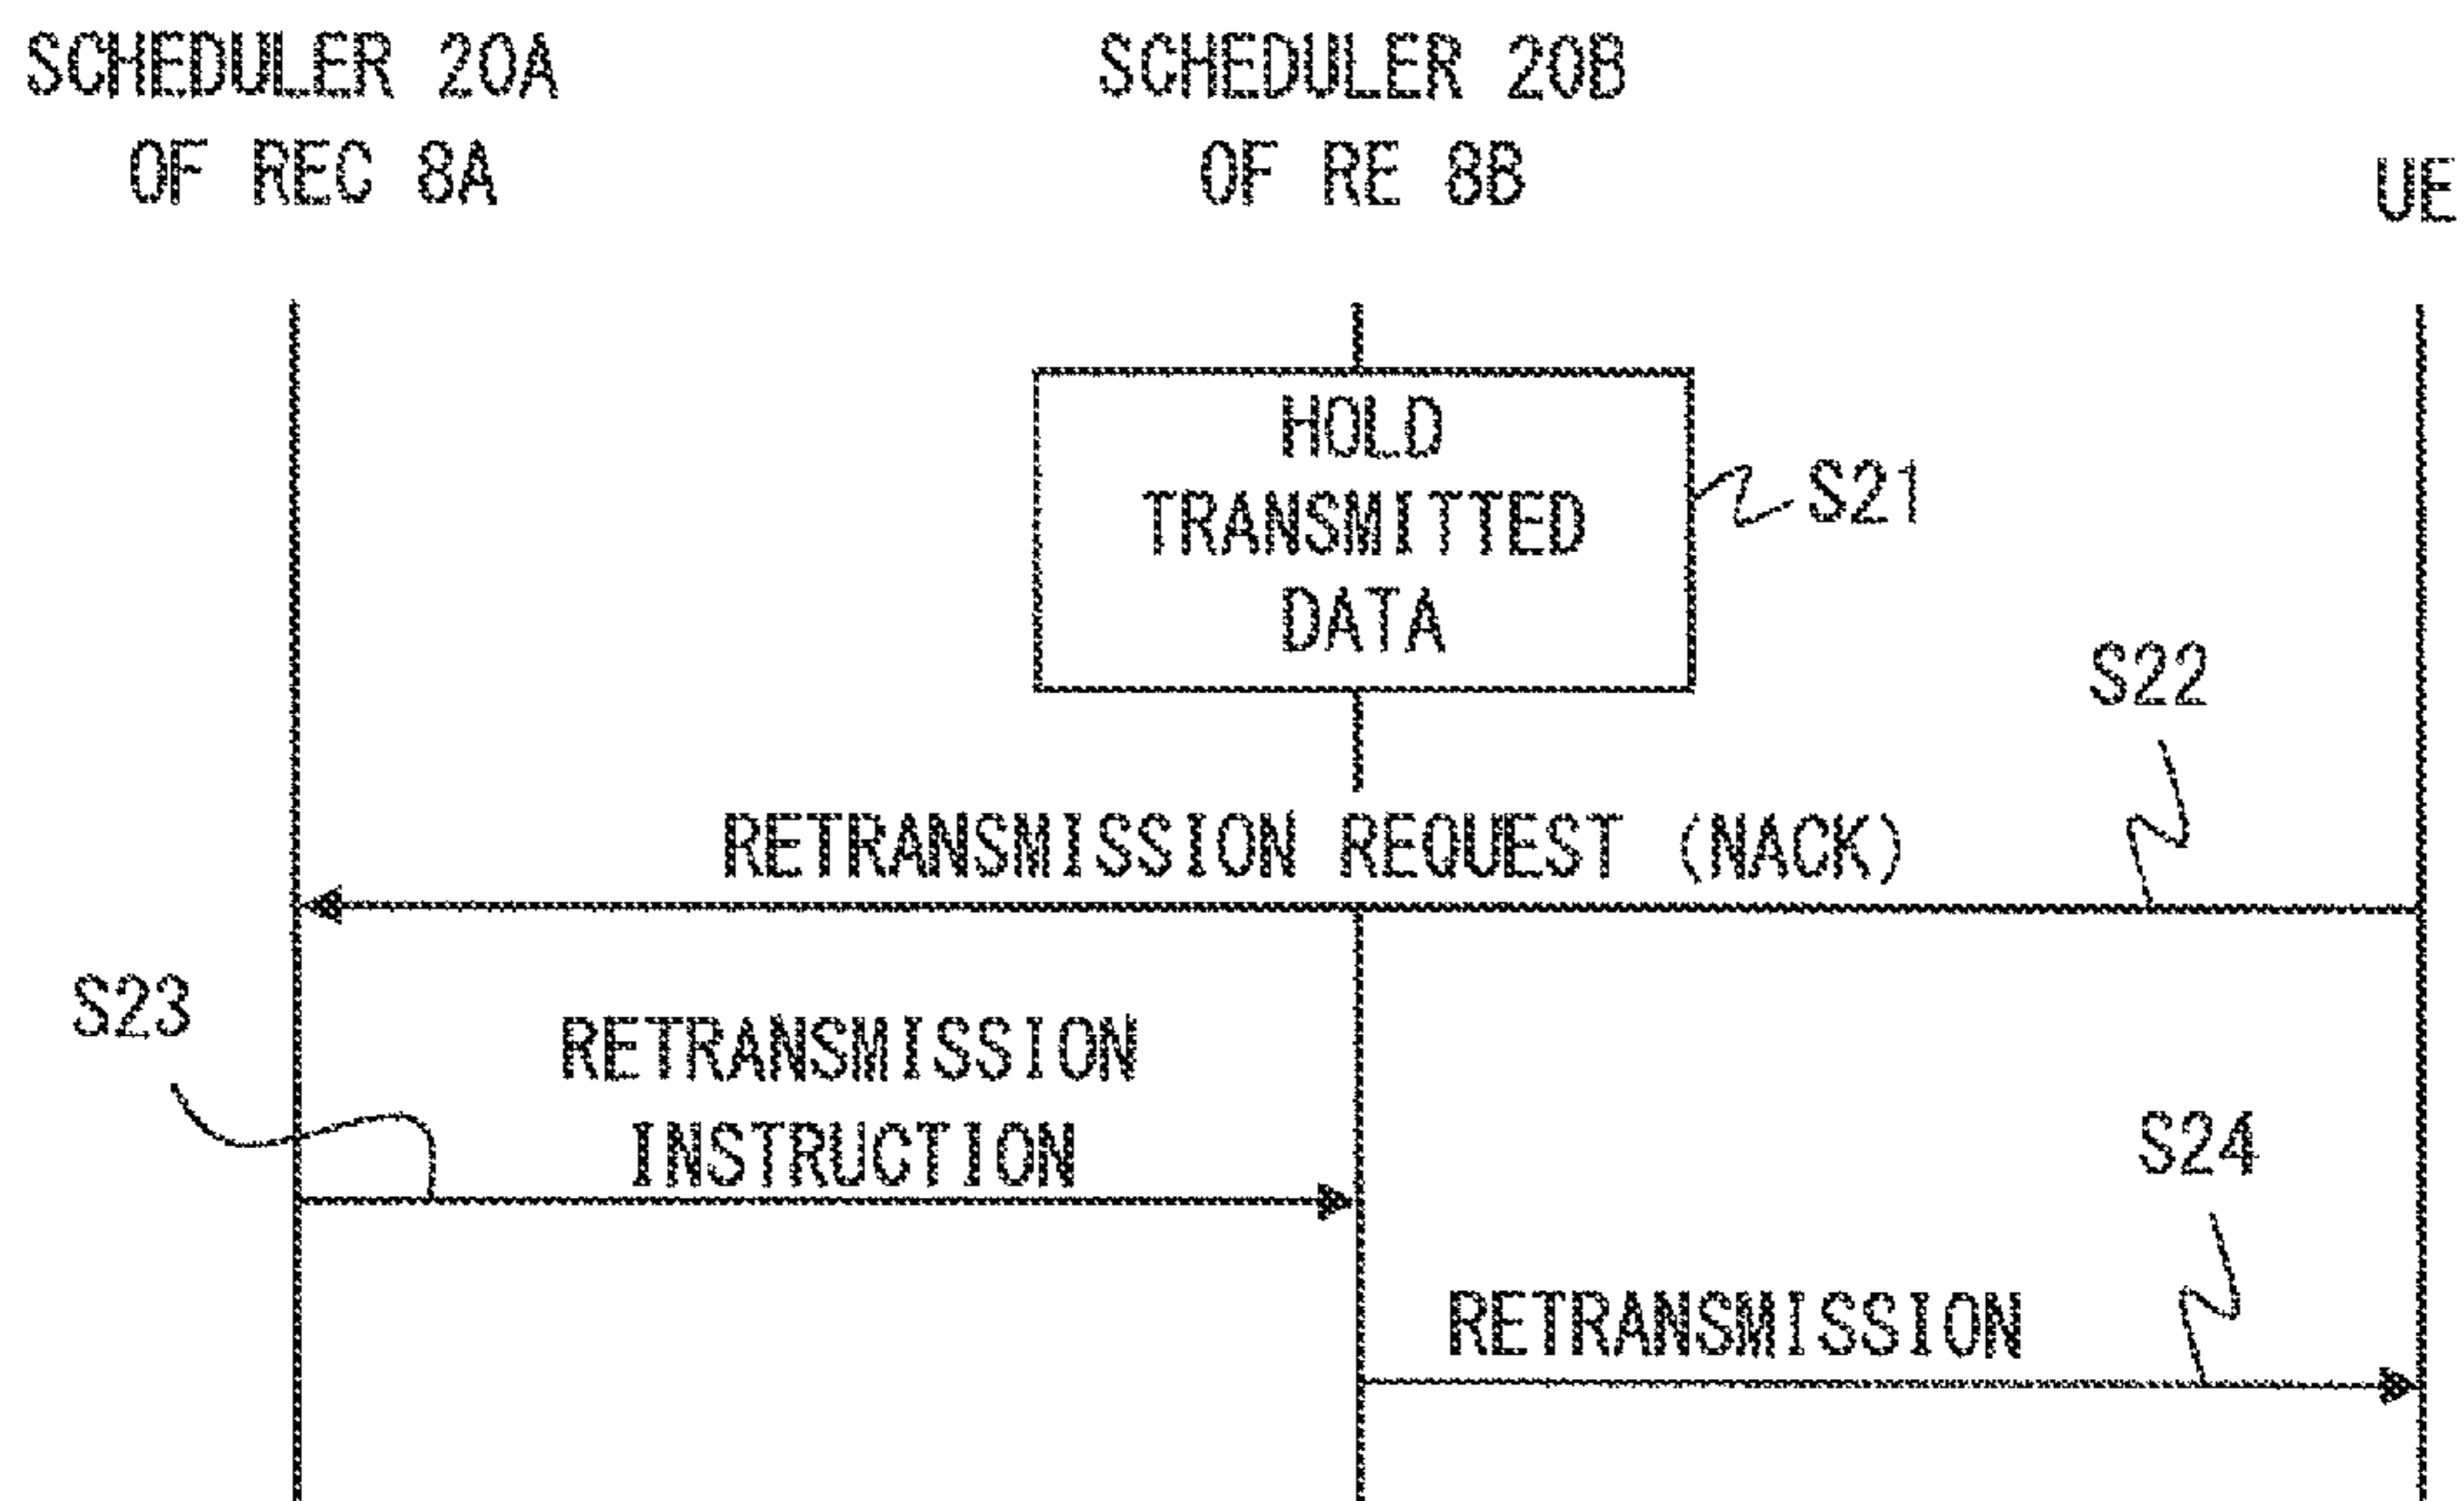 SCHEDULER 20A
OF REC 8A
SCHEDULER 20B
OF RE 8B
UE
HOLD
TRANSMITTED
DATA
S21
S22
RETRANSMISSION REQUEST (NACK)
S23
RETRANSMISSION
INSTRUCTION
S24
RETRANSMISSION